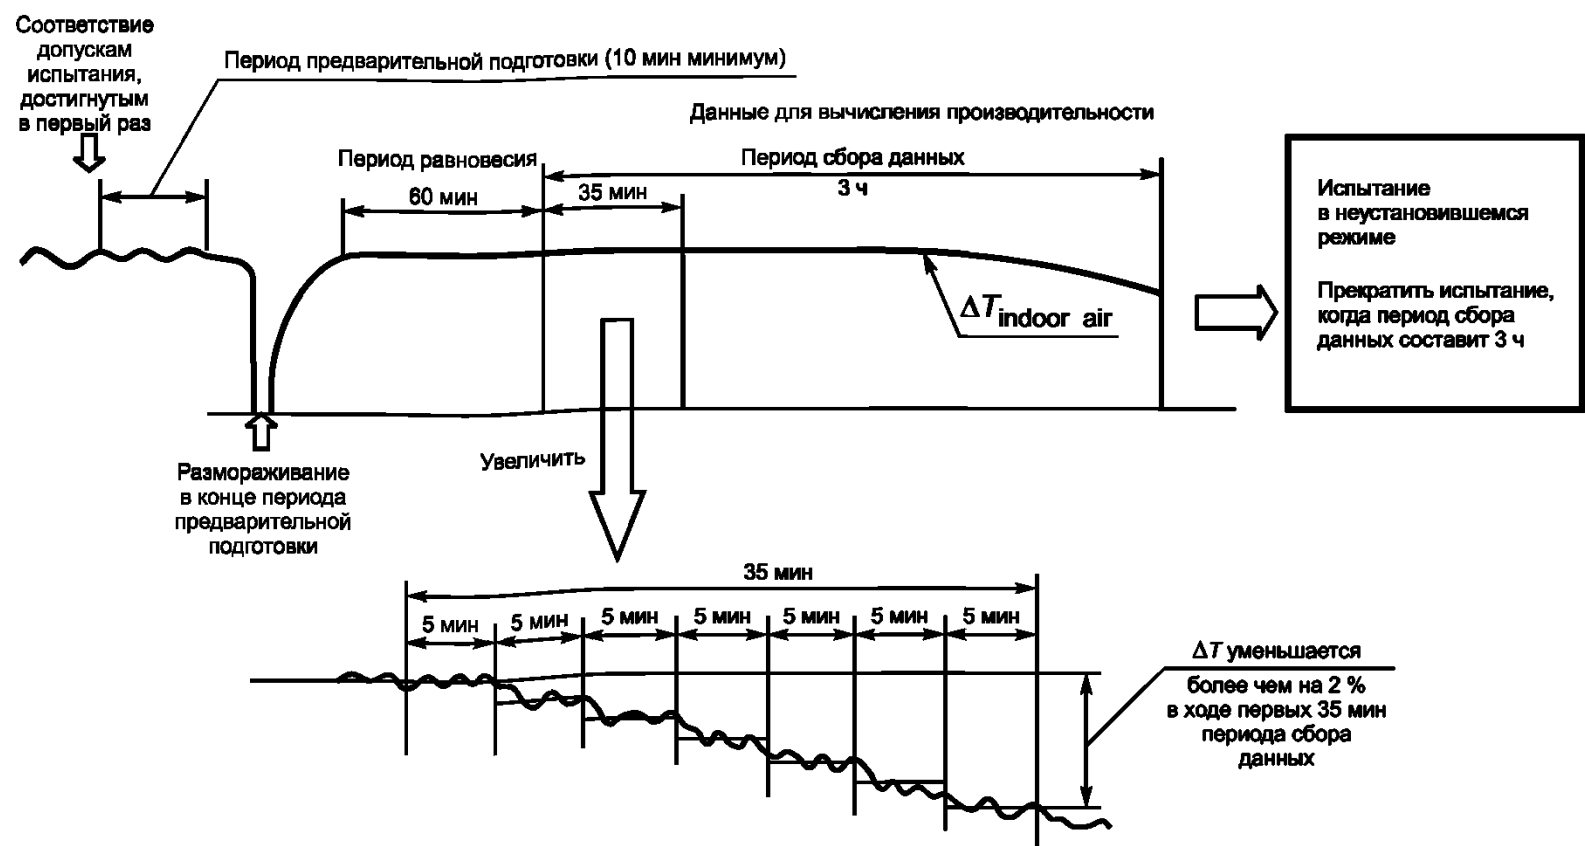 Соответствие
допускам
испытания,
достигнутым
в первый раз
Период предварительной подготовки (10 мин минимум)
Данные для вычисления производительности
Период равновесия
Период сбора данных
60 мин
35 мин
3 ч
ΔT indoor air
Испытание
в неустановившемся
режиме
Прекратить испытание,
когда период сбора
данных составит 3 ч
Размораживание
в конце периода
предварительной
подготовки
Увеличить
35 мин
5 мин
5 мин
5 мин
5 мин
5 мин
5 мин
5 мин
ΔT уменьшается
более чем на 2 %
в ходе первых 35 мин
периода сбора
данных